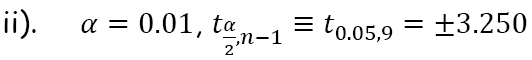 ii). α = 0.01, t_{α/2,n−1} ≡ t_{0.05,9} = ±3.250